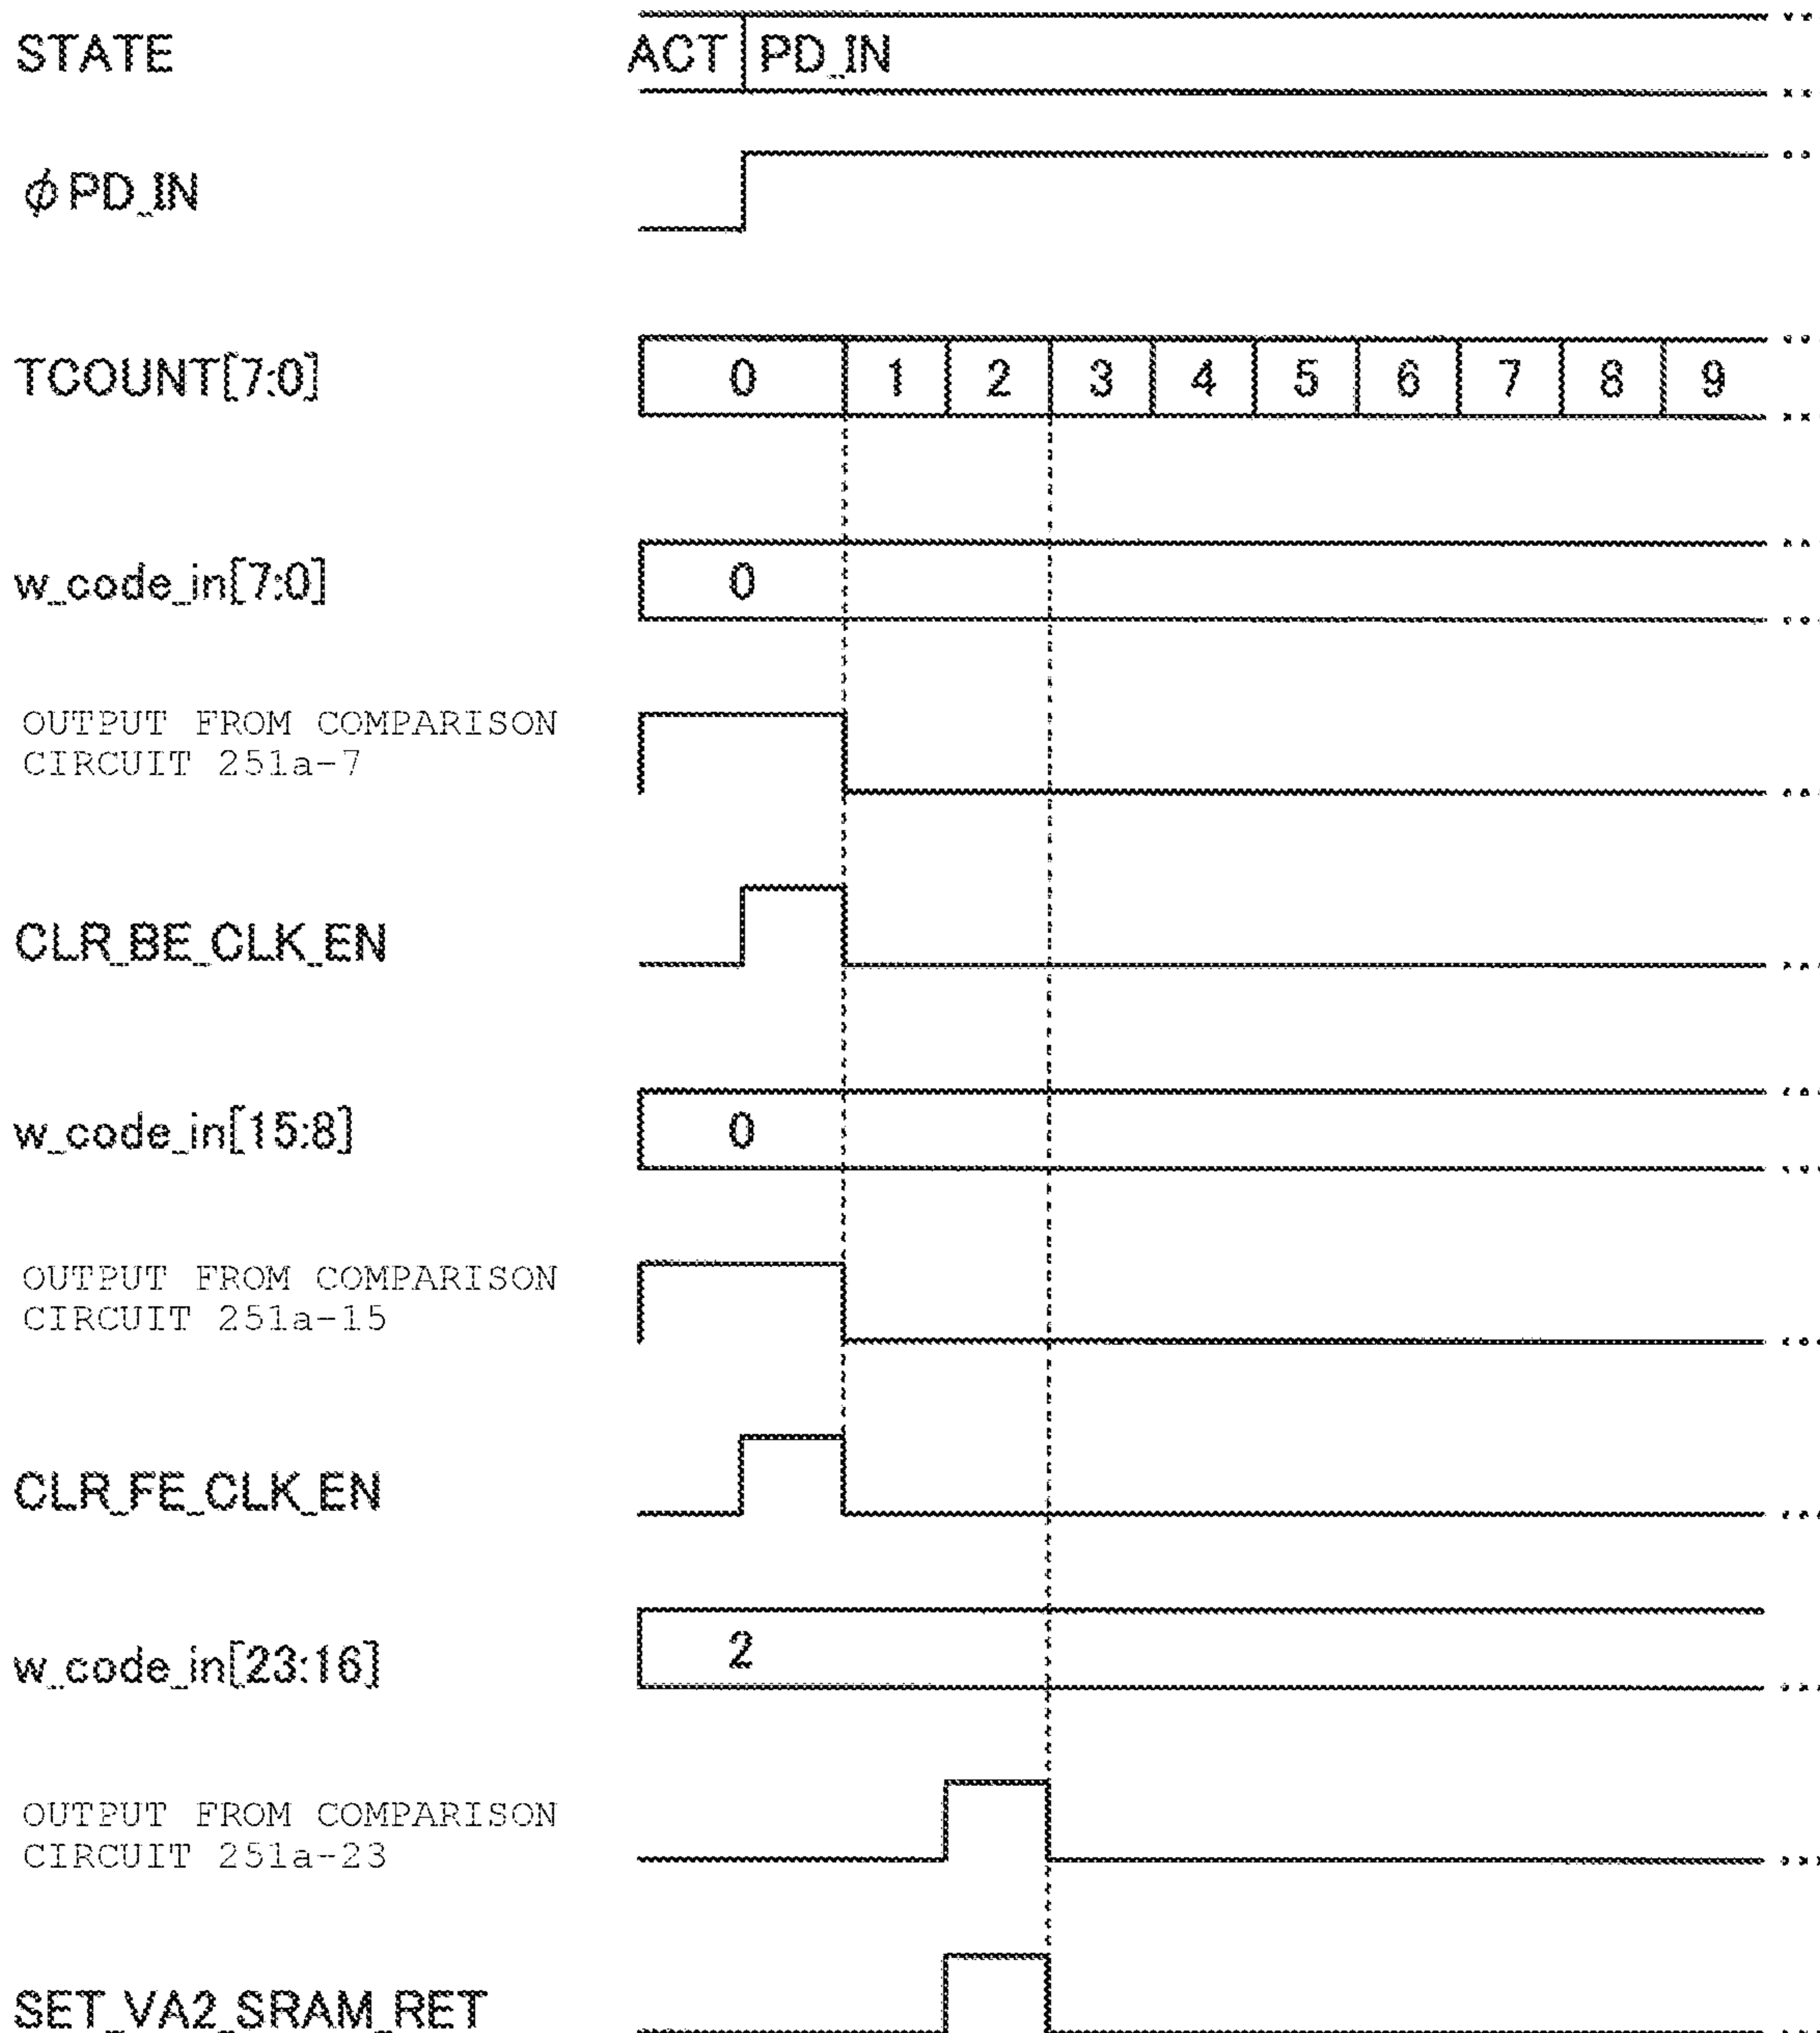 STATE
ACT PD_IN
ϕPD_IN
TCOUNT[7:0]
0 1 2 3 4 5 6 7 8 9
w_code_in[7:0]
0
OUTPUT FROM COMPARISON
CIRCUIT 251a-7
CLR_BE_CLK_EN
w_code_in[15:8]
0
OUTPUT FROM COMPARISON
CIRCUIT 251a-15
CLR_FE_CLK_EN
w_code_in[23:16]
2
OUTPUT FROM COMPARISON
CIRCUIT 251a-23
SET_VA2_SRAM_RET